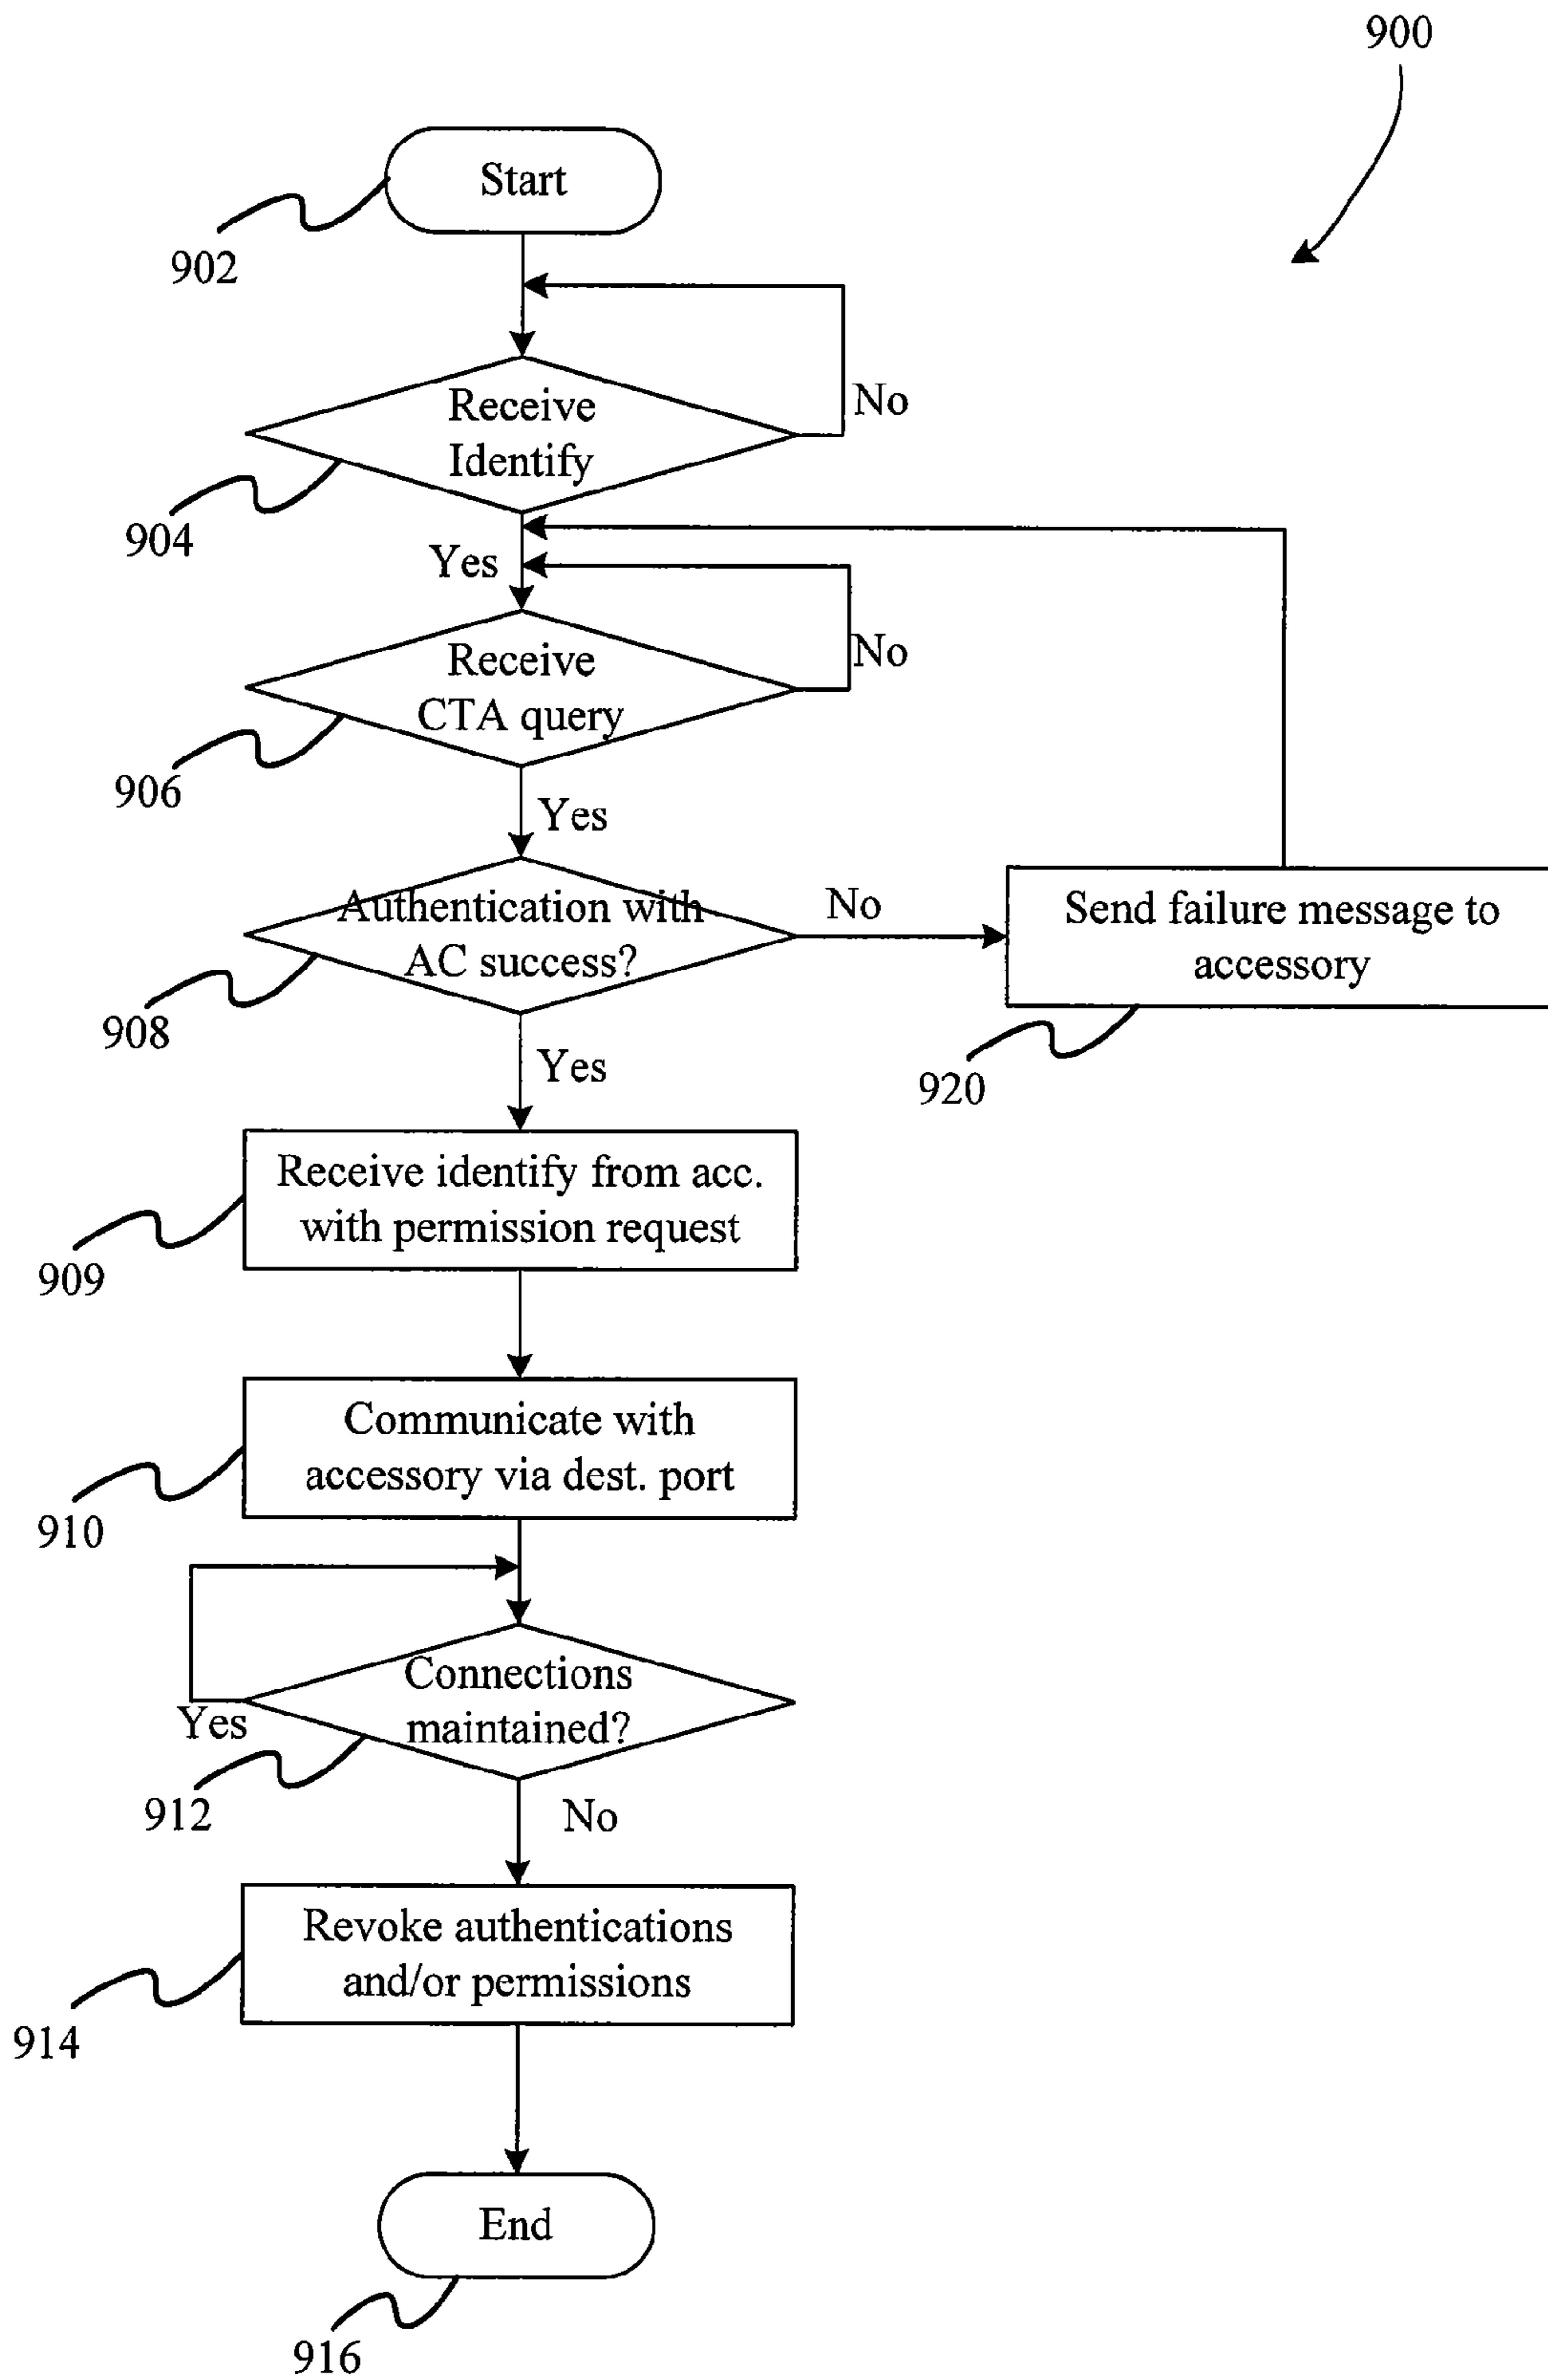 900
Start
902
Receive
Identify
No
904
Yes
Receive
CTA query
No
906
Yes
Authentication with
AC success?
No
908
Send failure message to
accessory
920
Yes
Receive identify from acc.
with permission request
909
Communicate with
accessory via dest. port
910
Connections
maintained?
Yes
912
No
Revoke authentications
and/or permissions
914
End
916